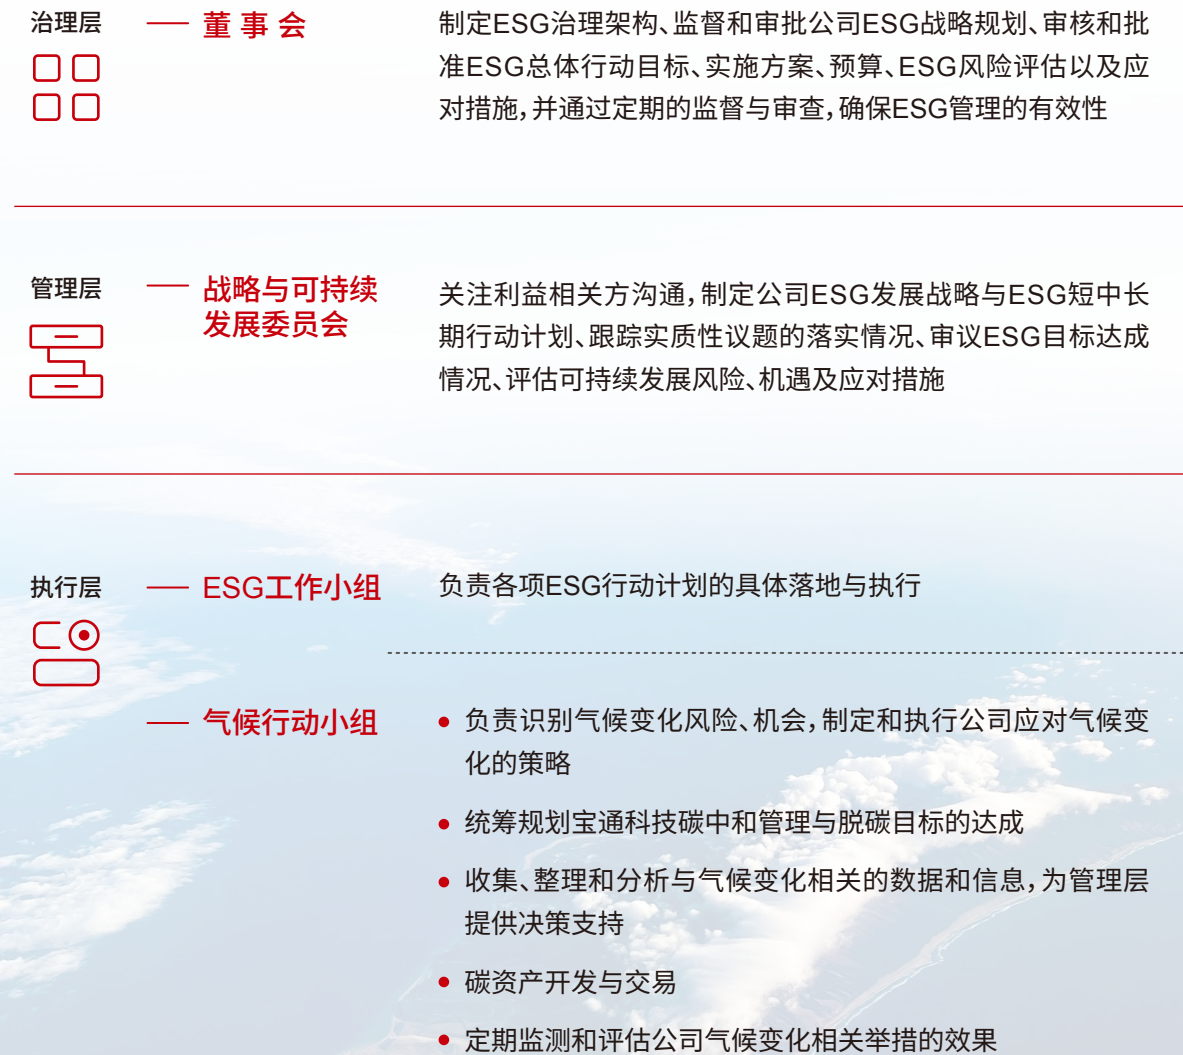 治理层
董事会
制定ESG治理架构、监督和审批公司ESG战略规划、审核和批
准ESG总体行动目标、实施方案、预算、ESG风险评估以及应
对措施，并通过定期的监督与审查，确保ESG管理的有效性
管理层
战略与可持续
发展委员会
关注利益相关方沟通，制定公司ESG发展战略与ESG短中长
期行动计划、跟踪实质性议题的落实情况、审议ESG目标达成
情况、评估可持续发展风险、机遇及应对措施
执行层
ESG工作小组
负责各项ESG行动计划的具体落地与执行
气候行动小组
● 负责识别气候变化风险、机会，制定和执行公司应对气候变
化的策略
● 统筹规划宝通科技碳中和管理与脱碳目标的达成
● 收集、整理和分析与气候变化相关的数据和信息，为管理层
提供决策支持
● 碳资产开发与交易
● 定期监测和评估公司气候变化相关举措的效果